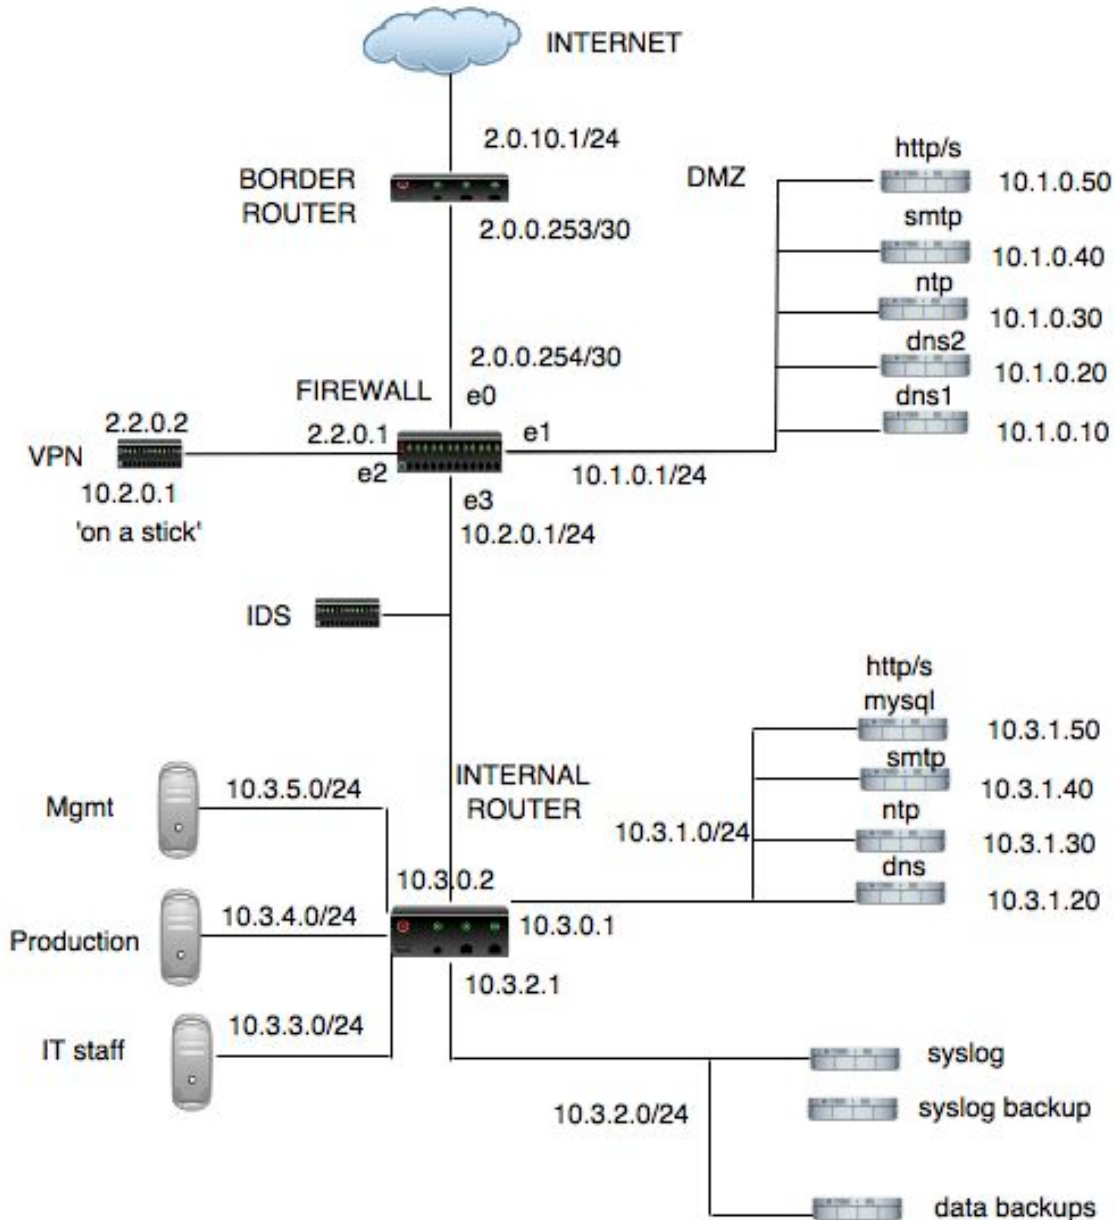 INTERNET
2.0.10.1/24
BORDER
ROUTER
2.0.0.253/30
DMZ
http/s
10.1.0.50
smtp
10.1.0.40
ntp
10.1.0.30
dns2
10.1.0.20
dns1
10.1.0.10
2.0.0.254/30
FIREWALL
e0
2.2.0.2
2.2.0.1
e1
VPN
e2
10.1.0.1/24
10.2.0.1
'on a stick'
e3
10.2.0.1/24
IDS
http/s
mysql
10.3.1.50
smtp
10.3.1.40
ntp
10.3.1.30
dns
10.3.1.20
INTERNAL
ROUTER
10.3.1.0/24
Mgmt
10.3.5.0/24
10.3.0.2
Production
10.3.4.0/24
10.3.0.1
10.3.2.1
IT staff
10.3.3.0/24
10.3.2.0/24
syslog
syslog backup
data backups